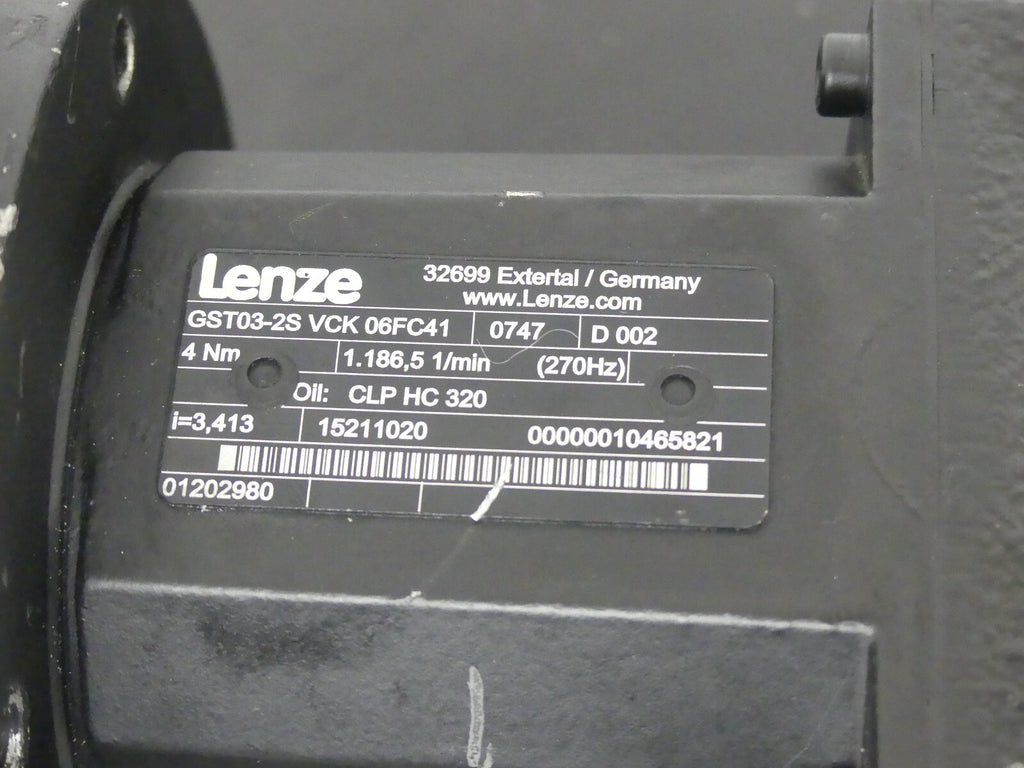 Lenze
32699 Extertal / Germany
www.Lenze.com
GST03-2S VCK 06FC41 0747 D 002
4 Nm 1.186,5 1/min (270Hz)
Oil: CLP HC 320
i=3,413 15211020 00000010465821
01202980